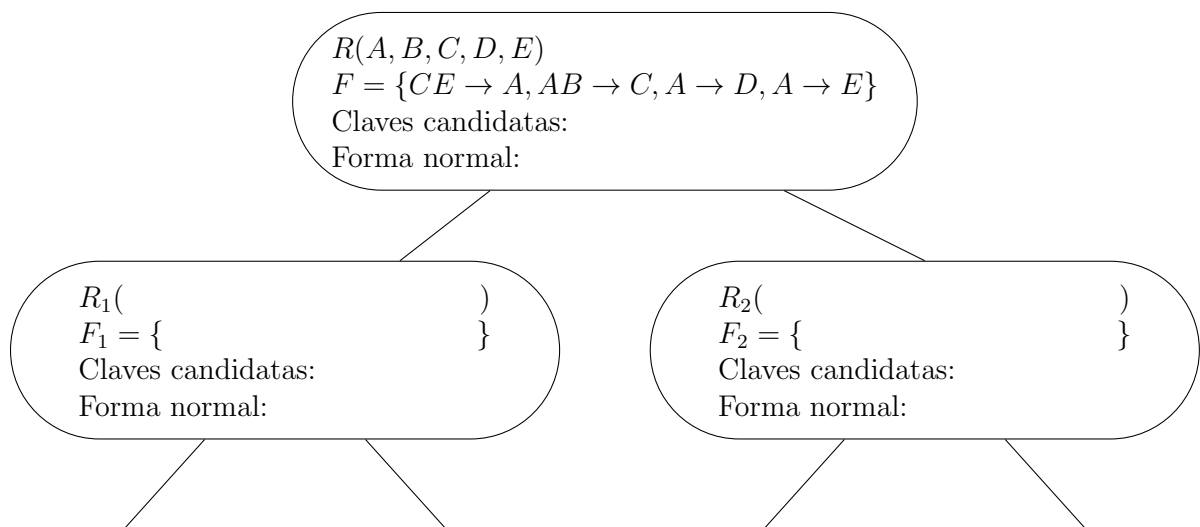 R(A, B, C, D, E)
F = {CE → A, AB → C, A → D, A → E}
Claves candidatas:
Forma normal:
R₁( )
F₁ = { }
Claves candidatas:
Forma normal:
R₂( )
F₂ = { }
Claves candidatas:
Forma normal: